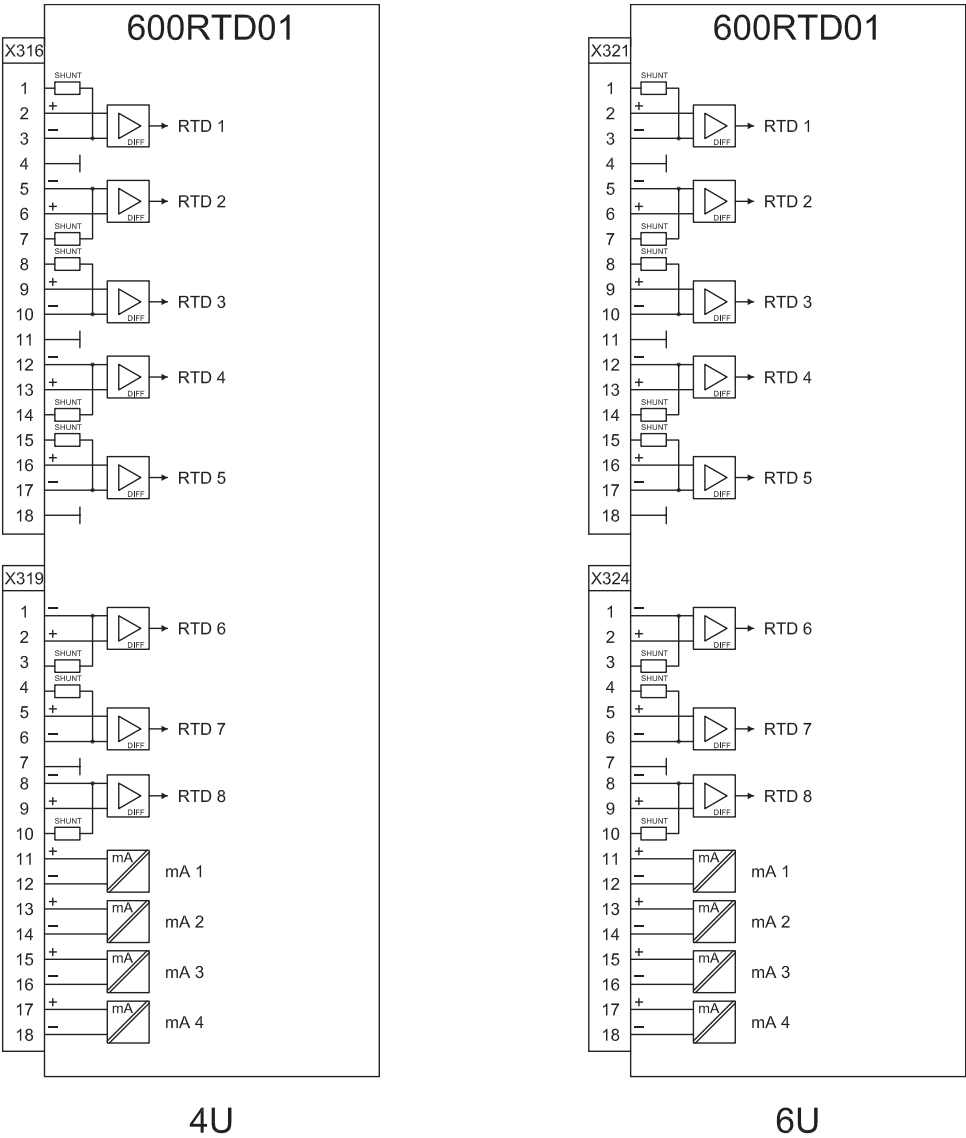 600RTD01
X316
SHUNT
1
+
2
RTD 1
−
3
DIFF
4
−
5
RTD 2
+
6
DIFF
SHUNT
7
SHUNT
8
+
9
RTD 3
−
10
DIFF
11
−
12
RTD 4
+
13
DIFF
SHUNT
14
SHUNT
15
+
16
RTD 5
−
17
DIFF
18
X319
−
1
RTD 6
+
2
DIFF
SHUNT
3
SHUNT
4
+
5
RTD 7
−
6
DIFF
7
−
8
RTD 8
+
9
DIFF
SHUNT
10
+
11
mA
mA 1
−
12
+
13
mA
mA 2
−
14
+
15
mA
mA 3
−
16
+
17
mA
mA 4
−
18
4U
600RTD01
X321
SHUNT
1
+
2
RTD 1
−
3
DIFF
4
−
5
RTD 2
+
6
DIFF
SHUNT
7
SHUNT
8
+
9
RTD 3
−
10
DIFF
11
−
12
RTD 4
+
13
DIFF
SHUNT
14
SHUNT
15
+
16
RTD 5
−
17
DIFF
18
X324
−
1
RTD 6
+
2
DIFF
SHUNT
3
SHUNT
4
+
5
RTD 7
−
6
DIFF
7
−
8
RTD 8
+
9
DIFF
SHUNT
10
+
11
mA
mA 1
−
12
+
13
mA
mA 2
−
14
+
15
mA
mA 3
−
16
+
17
mA
mA 4
−
18
6U